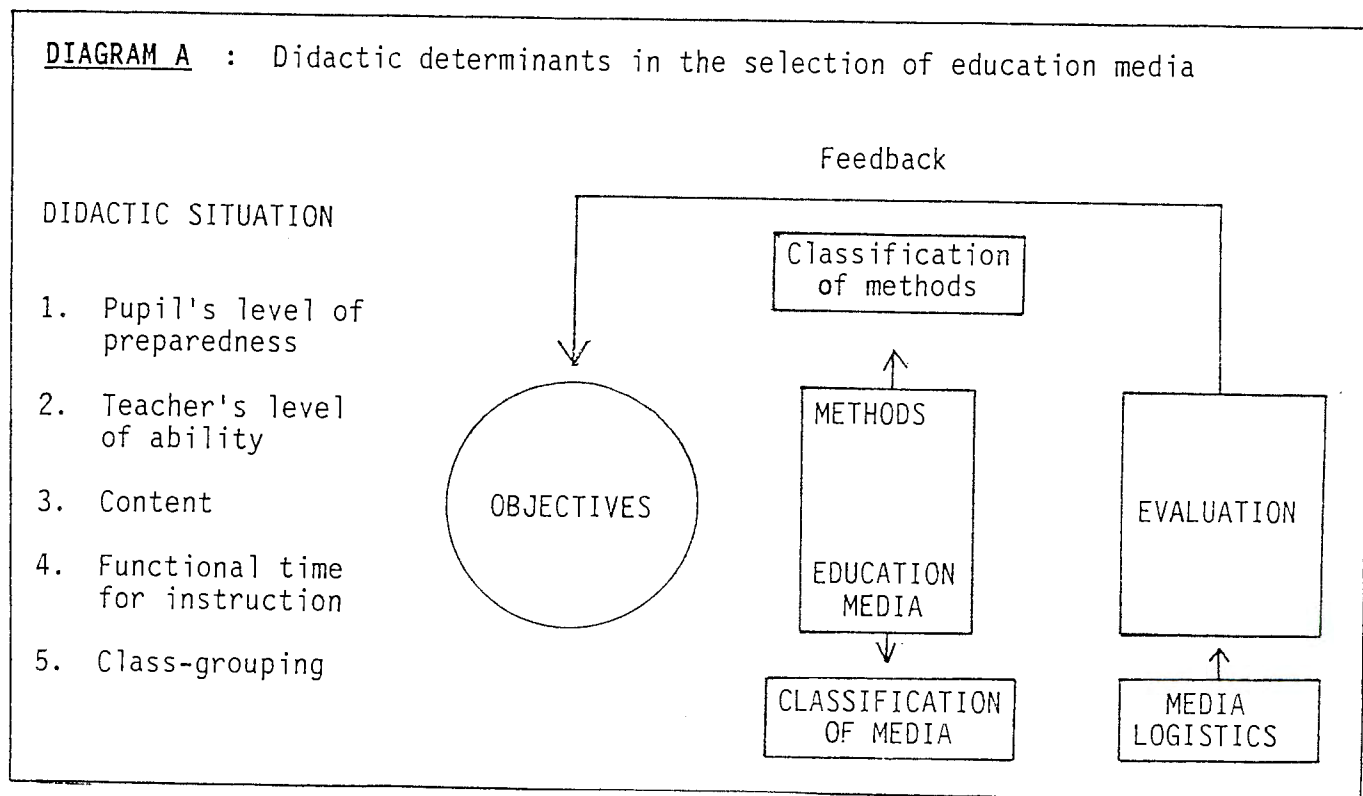 DIAGRAM A : Didactic determinants in the selection of education media
Feedback
DIDACTIC SITUATION
1. Pupil's level of
preparedness
2. Teacher's level
of ability
3. Content
4. Functional time
for instruction
5. Class-grouping
OBJECTIVES
Classification
of methods
METHODS
EDUCATION
MEDIA
CLASSIFICATION
OF MEDIA
EVALUATION
MEDIA
LOGISTICS